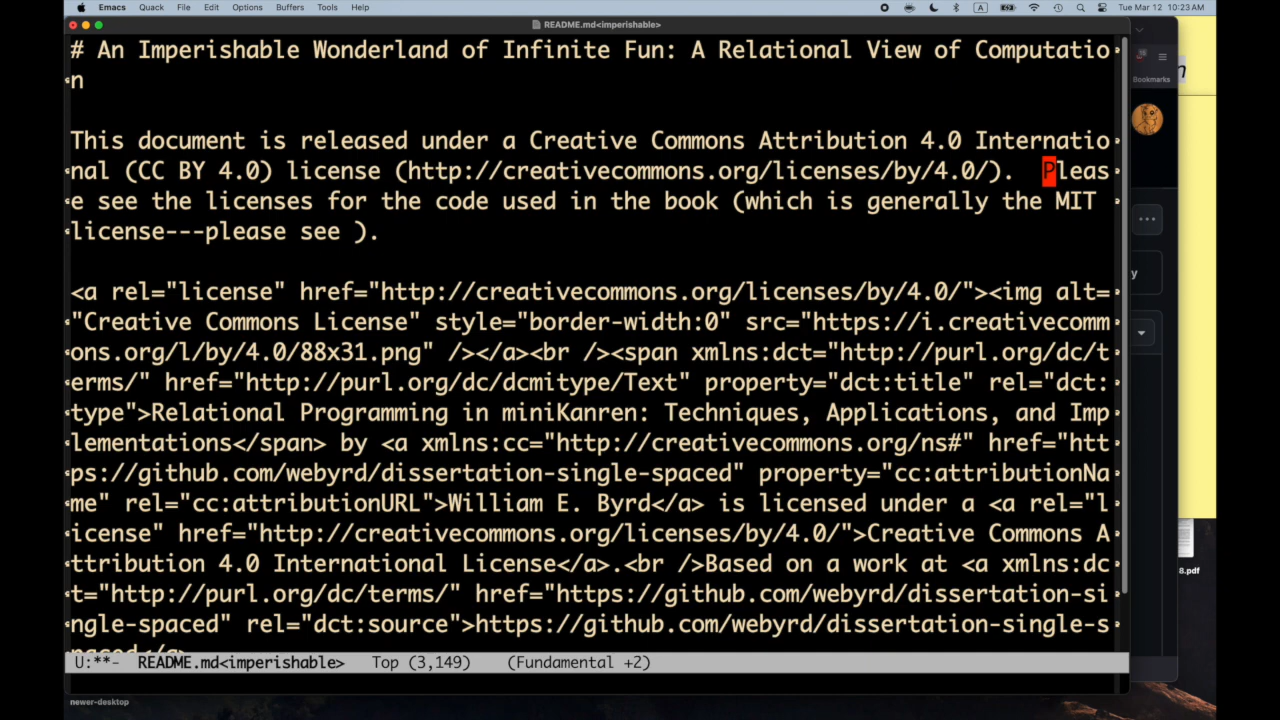 Emacs Quack File Edit Options Buffers Tools Help
A
Tue Mar 12 10:23 AM
README.md<imperishable>
# An Imperishable Wonderland of Infinite Fun: A Relational View of Computatio
n
This document is released under a Creative Commons Attribution 4.0 Internatio
nal (CC BY 4.0) license (http://creativecommons.org/licenses/by/4.0/).  Pleas
e see the licenses for the code used in the book (which is generally the MIT
license---please see ).
<a rel="license" href="http://creativecommons.org/licenses/by/4.0/"><img alt=
"Creative Commons License" style="border-width:0" src="https://i.creativecomm
ons.org/l/by/4.0/88x31.png" /></a><br /><span xmlns:dct="http://purl.org/dc/t
erms/" href="http://purl.org/dc/dcmitype/Text" property="dct:title" rel="dct:
type">Relational Programming in miniKanren: Techniques, Applications, and Imp
lementations</span> by <a xmlns:cc="http://creativecommons.org/ns#" href="htt
ps://github.com/webyrd/dissertation-single-spaced" property="cc:attributionNa
me" rel="cc:attributionURL">William E. Byrd</a> is licensed under a <a rel="l
icense" href="http://creativecommons.org/licenses/by/4.0/">Creative Commons A
ttribution 4.0 International License</a>.<br />Based on a work at <a xmlns:dc
t="http://purl.org/dc/terms/" href="https://github.com/webyrd/dissertation-si
ngle-spaced" rel="dct:source">https://github.com/webyrd/dissertation-single-s
paced</a>
U:**-  README.md<imperishable>   Top (3,149)    (Fundamental +2)
Bookmarks
n
y
8.pdf
newer-desktop